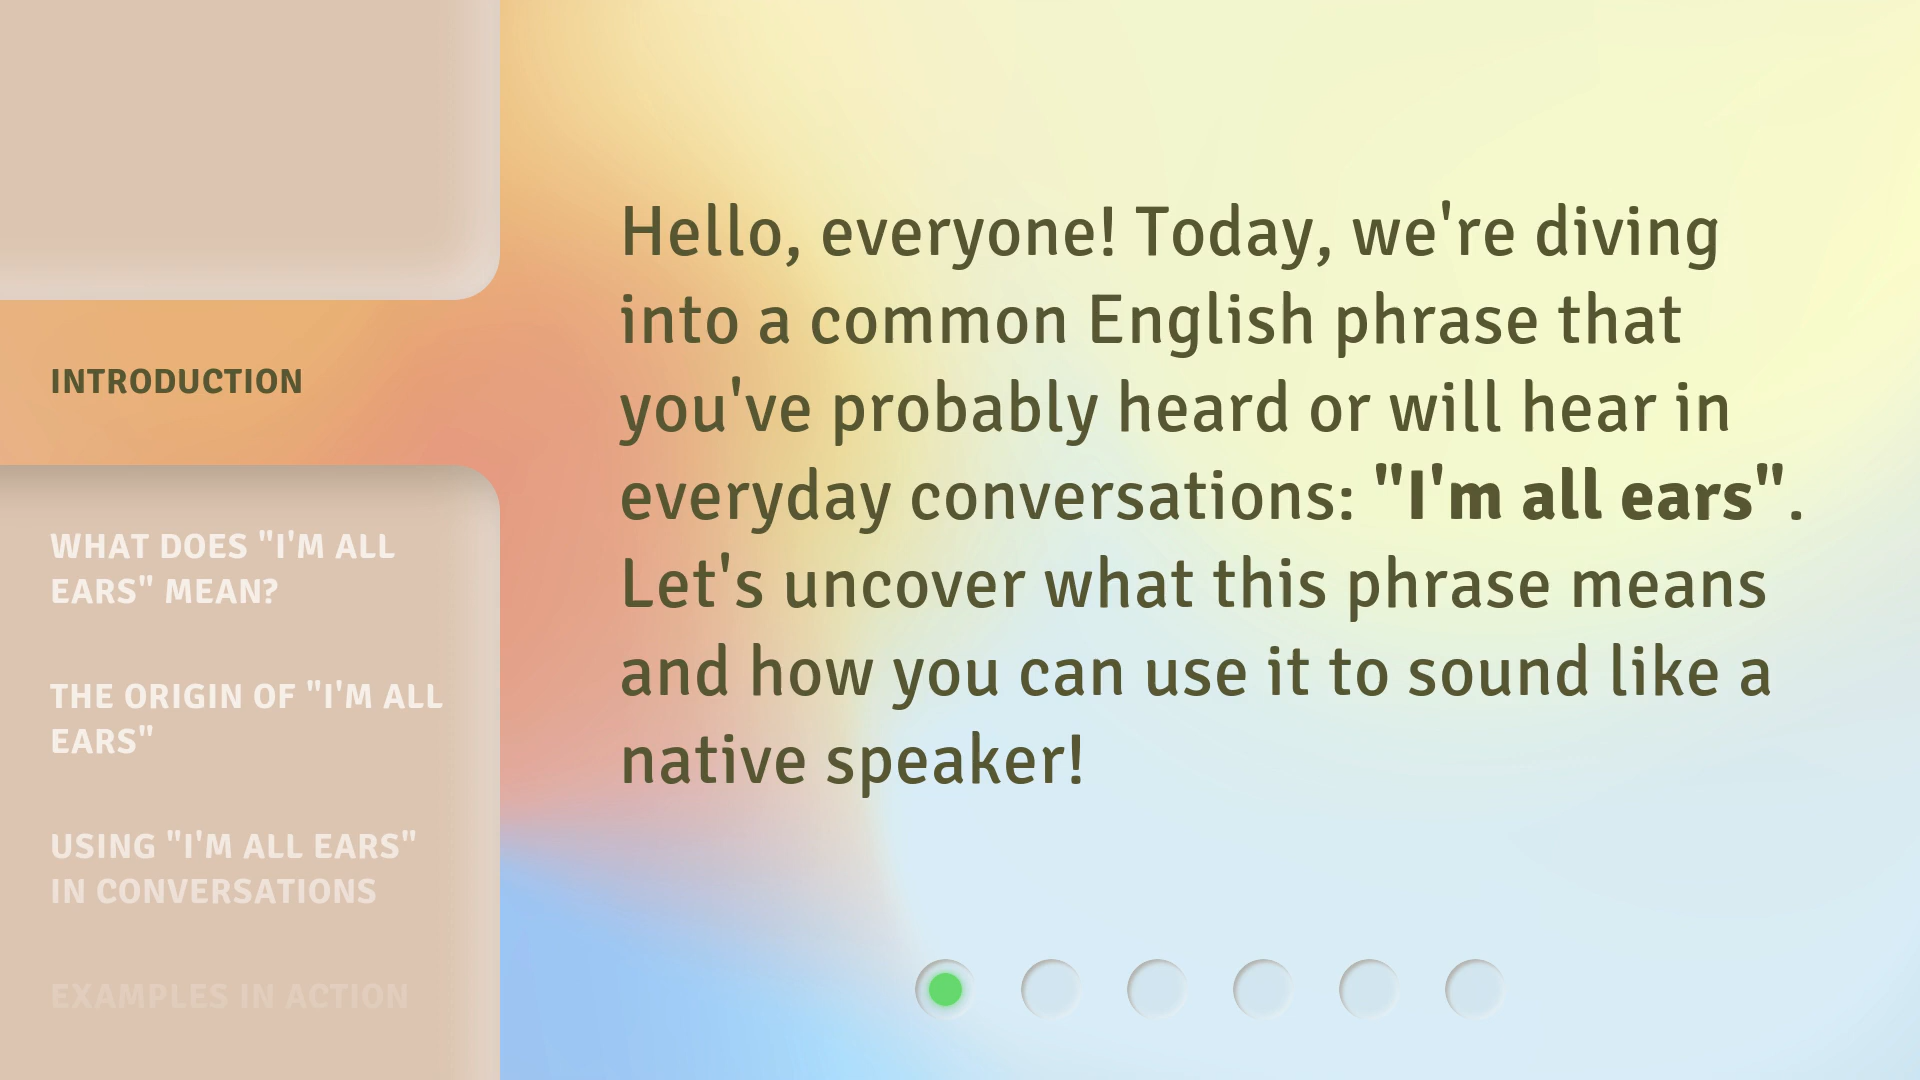 INTRODUCTION
WHAT DOES "I'M ALL
EARS" MEAN?
THE ORIGIN OF "I'M ALL
EARS"
USING "I'M ALL EARS"
IN CONVERSATIONS
EXAMPLES IN ACTION
Hello, everyone! Today, we're diving
into a common English phrase that
you've probably heard or will hear in
everyday conversations: "I'm all ears".
Let's uncover what this phrase means
and how you can use it to sound like a
native speaker!